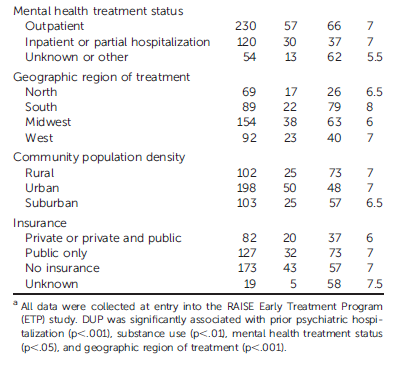 Mental health treatment status
Outpatient 230 57 66 7
Inpatient or partial hospitalization 120 30 37 7
Unknown or other 54 13 62 5.5
Geographic region of treatment
North 69 17 26 6.5
South 89 22 79 8
Midwest 154 38 63 6
West 92 23 40 7
Community population density
Rural 102 25 73 7
Urban 198 50 48 7
Suburban 103 25 57 6.5
Insurance
Private or private and public 82 20 37 6
Public only 127 32 73 7
No insurance 173 43 57 7
Unknown 19 5 58 7.5
a All data were collected at entry into the RAISE Early Treatment Program
(ETP) study. DUP was significantly associated with prior psychiatric hospi-
talization (p<.001), substance use (p<.01), mental health treatment status
(p<.05), and geographic region of treatment (p<.001).